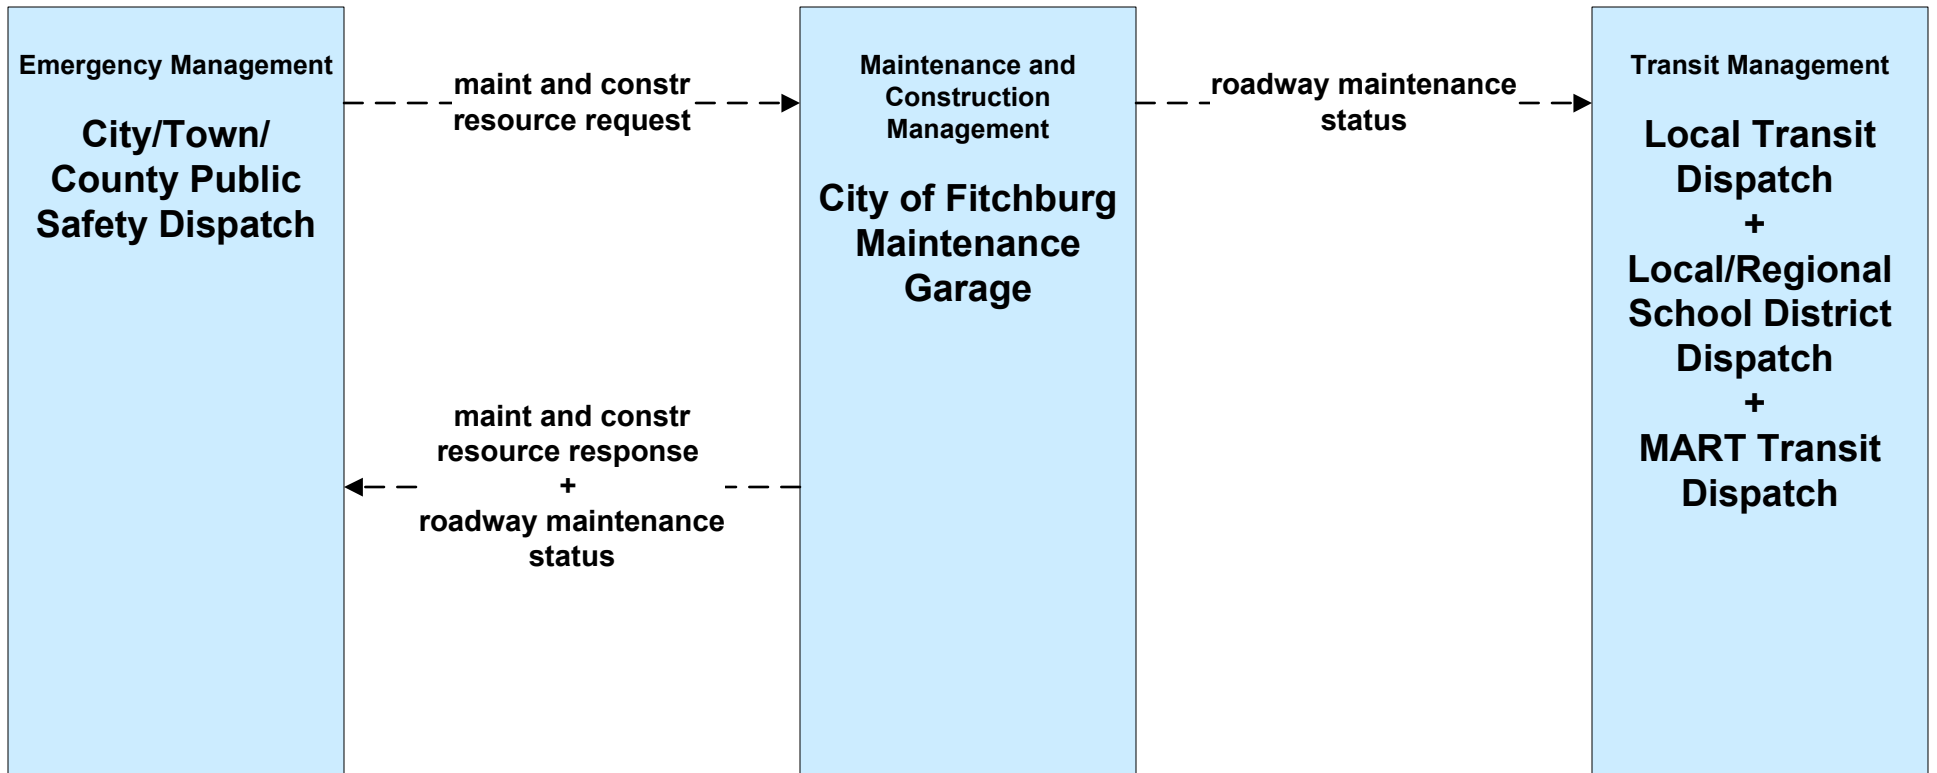 Emergency Management
City/Town/
County Public
Safety Dispatch
maint and constr
resource request
maint and constr
resource response
+
roadway maintenance
status
Maintenance and
Construction
Management
City of Fitchburg
Maintenance
Garage
roadway maintenance
status
Transit Management
Local Transit
Dispatch
+
Local/Regional
School District
Dispatch
+
MART Transit
Dispatch